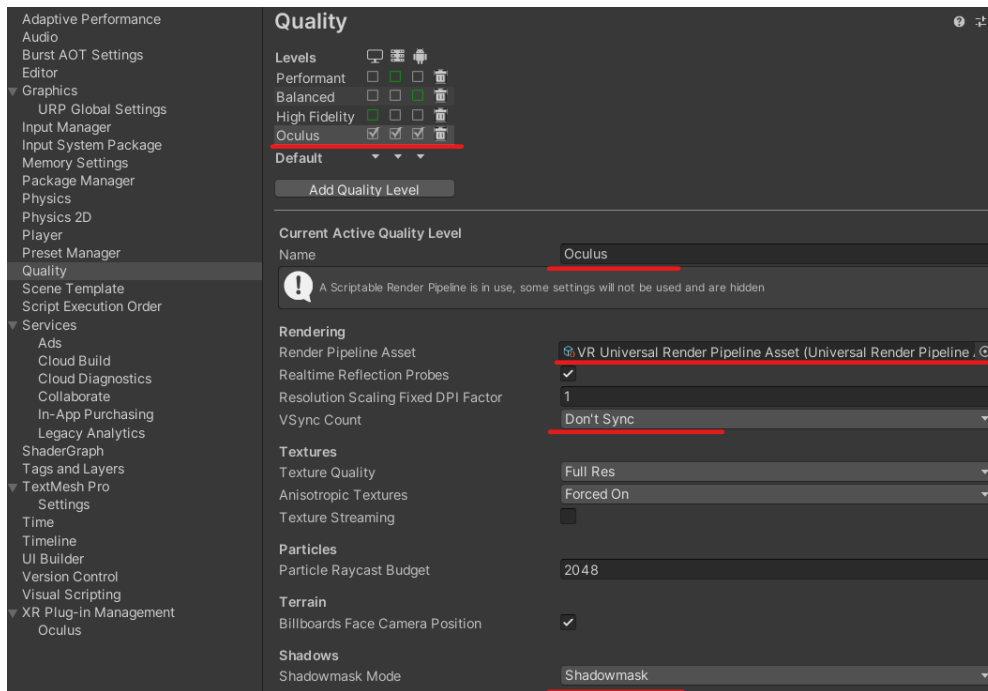 Adaptive Performance
Audio
Burst AOT Settings
Editor
Graphics
URP Global Settings
Input Manager
Input System Package
Memory Settings
Package Manager
Physics
Physics 2D
Player
Preset Manager
Quality
Scene Template
Script Execution Order
Services
Ads
Cloud Build
Cloud Diagnostics
Collaborate
In-App Purchasing
Legacy Analytics
ShaderGraph
Tags and Layers
TextMesh Pro
Settings
Time
Timeline
UI Builder
Version Control
Visual Scripting
XR Plug-in Management
Oculus
Quality
Levels
Performant
Balanced
High Fidelity
Oculus
Default
Add Quality Level
Current Active Quality Level
Name Oculus
A Scriptable Render Pipeline is in use, some settings will not be used and are hidden
Rendering
Render Pipeline Asset VR Universal Render Pipeline Asset (Universal Render Pipeline
Realtime Reflection Probes
Resolution Scaling Fixed DPI Factor 1
VSync Count Don't Sync
Textures
Texture Quality Full Res
Anisotropic Textures Forced On
Texture Streaming
Particles
Particle Raycast Budget 2048
Terrain
Billboards Face Camera Position
Shadows
Shadowmask Mode Shadowmask